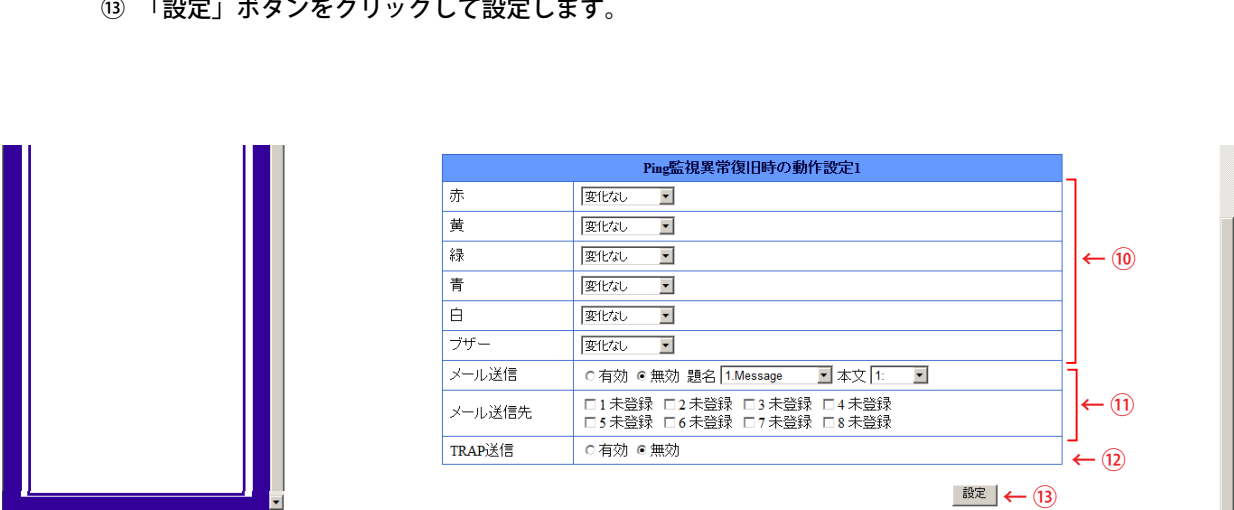 ⑬ 「設定」ボタンをクリックして設定します。
Ping監視異常復旧時の動作設定1
赤 変化なし
黄 変化なし
緑 変化なし
青 変化なし
白 変化なし
ブザー 変化なし
← ⑩
メール送信 有効 無効 題名 1.Message 本文 1:
メール送信先 1 未登録 2 未登録 3 未登録 4 未登録
5 未登録 6 未登録 7 未登録 8 未登録
← ⑪
TRAP送信 有効 無効
← ⑫
設定 ← ⑬